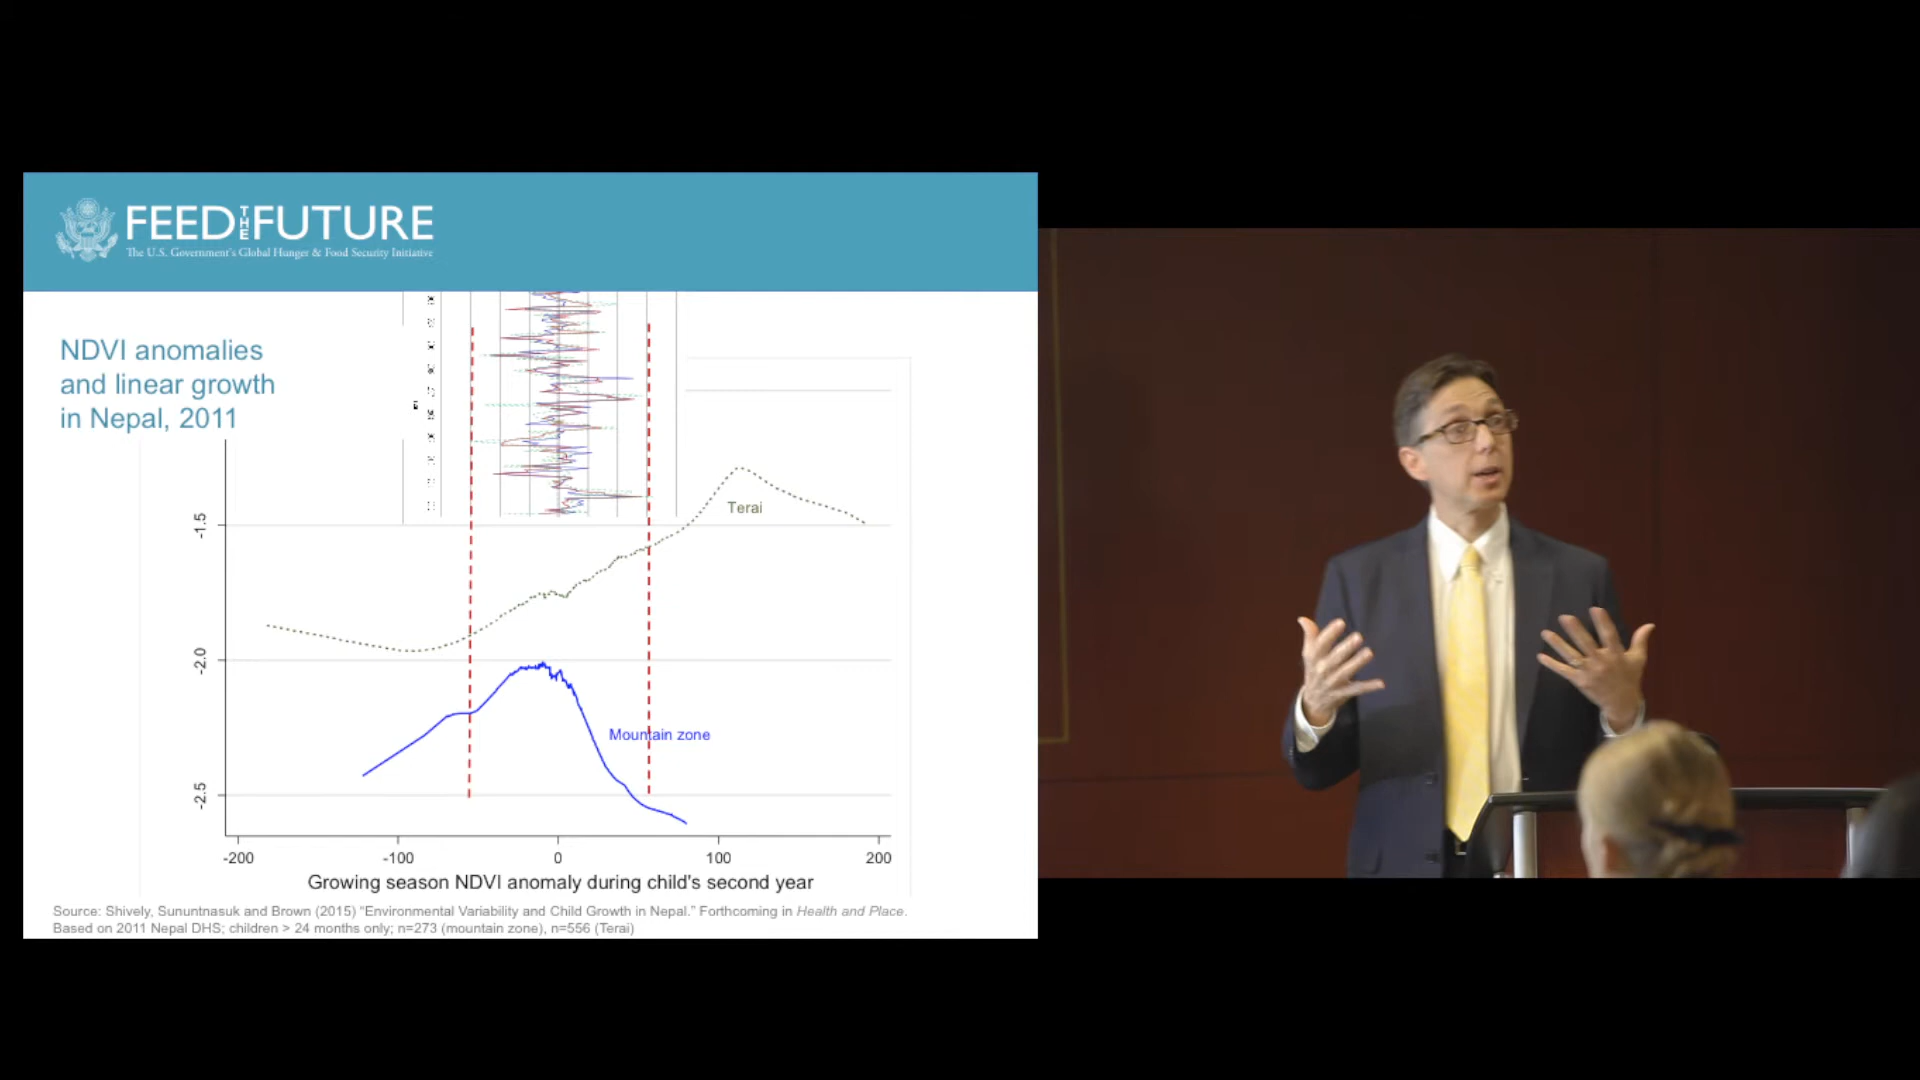 FEED THE FUTURE
The U.S. Government's Global Hunger & Food Security Initiative
NDVI anomalies
and linear growth
in Nepal, 2011
Terai
Mountain zone
-1.5
-2.0
-2.5
-200 -100 0 100 200
Growing season NDVI anomaly during child's second year
Source: Shively, Sununtnasuk and Brown (2015) "Environmental Variability and Child Growth in Nepal." Forthcoming in Health and Place.
Based on 2011 Nepal DHS; children > 24 months only; n=273 (mountain zone), n=556 (Terai)